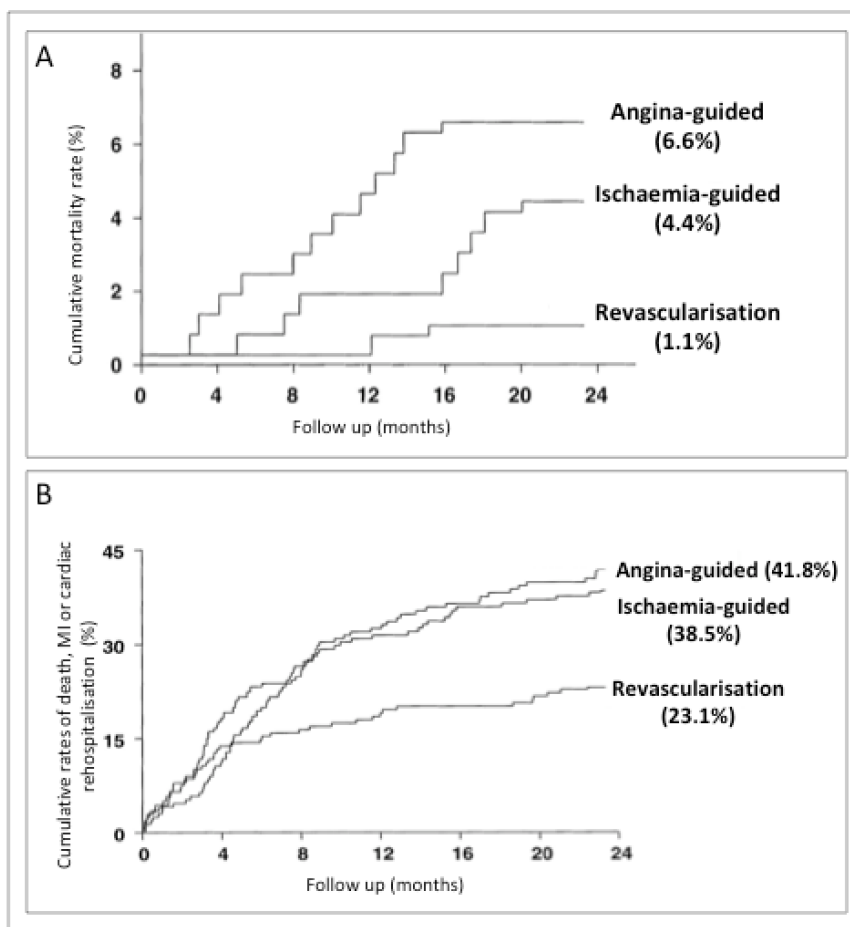 A
Cumulative mortality rate (%)
8
6
4
2
0
0 4 8 12 16 20 24
Follow up (months)
Angina-guided
(6.6%)
Ischaemia-guided
(4.4%)
Revascularisation
(1.1%)
B
Cumulative rates of death, MI or cardiac
rehospitalisation (%)
45
30
15
0
0 4 8 12 16 20 24
Follow up (months)
Angina-guided (41.8%)
Ischaemia-guided
(38.5%)
Revascularisation
(23.1%)